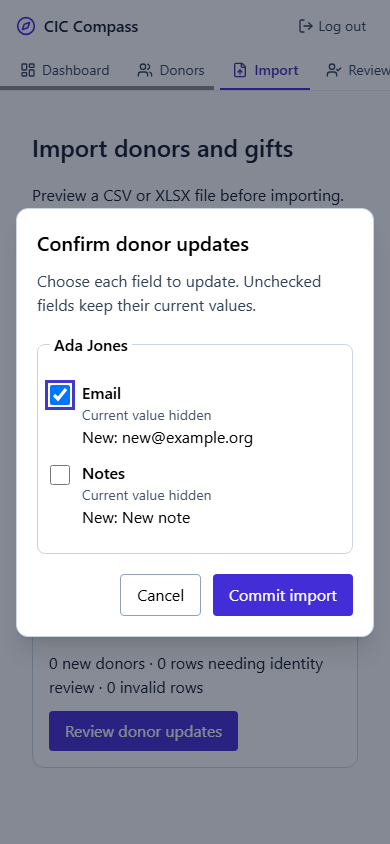 CIC Compass
Log out
Dashboard
Donors
Import
Review
Import donors and gifts
Preview a CSV or XLSX file before importing.
Confirm donor updates
Choose each field to update. Unchecked
fields keep their current values.
Ada Jones
Email
Current value hidden
New: new@example.org
Notes
Current value hidden
New: New note
Cancel
Commit import
0 new donors · 0 rows needing identity
review · 0 invalid rows
Review donor updates